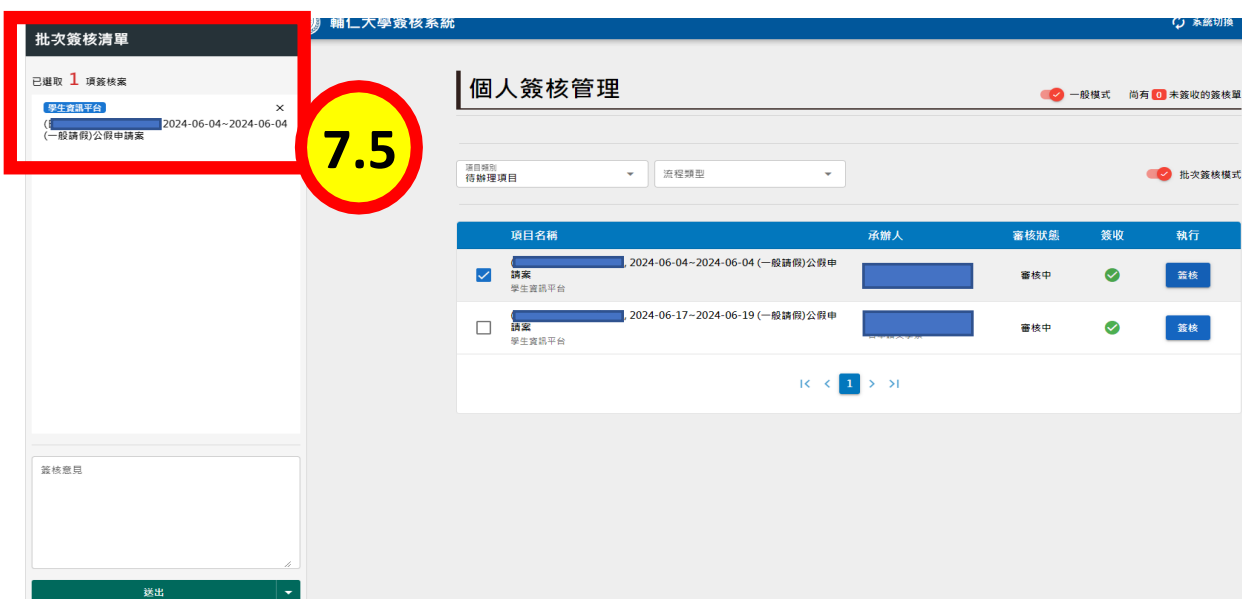 批次簽核清單
已選取 1 項簽核案
學生資訊平台
×
2024-06-04~2024-06-04
(一般請假)公假申請案
7.5
輔仁大學簽核系統
系統切換
個人簽核管理
一般模式 尚有 0 未簽收的簽核單
項目類別
待辦理項目
流程類型
批次簽核模式
項目名稱 承辦人 審核狀態 簽收 執行
(
, 2024-06-04~2024-06-04 (一般請假)公假申
請案
學生資訊平台
審核中
簽核
(
, 2024-06-17~2024-06-19 (一般請假)公假申
請案
學生資訊平台
審核中
簽核
1
簽核意見
送出